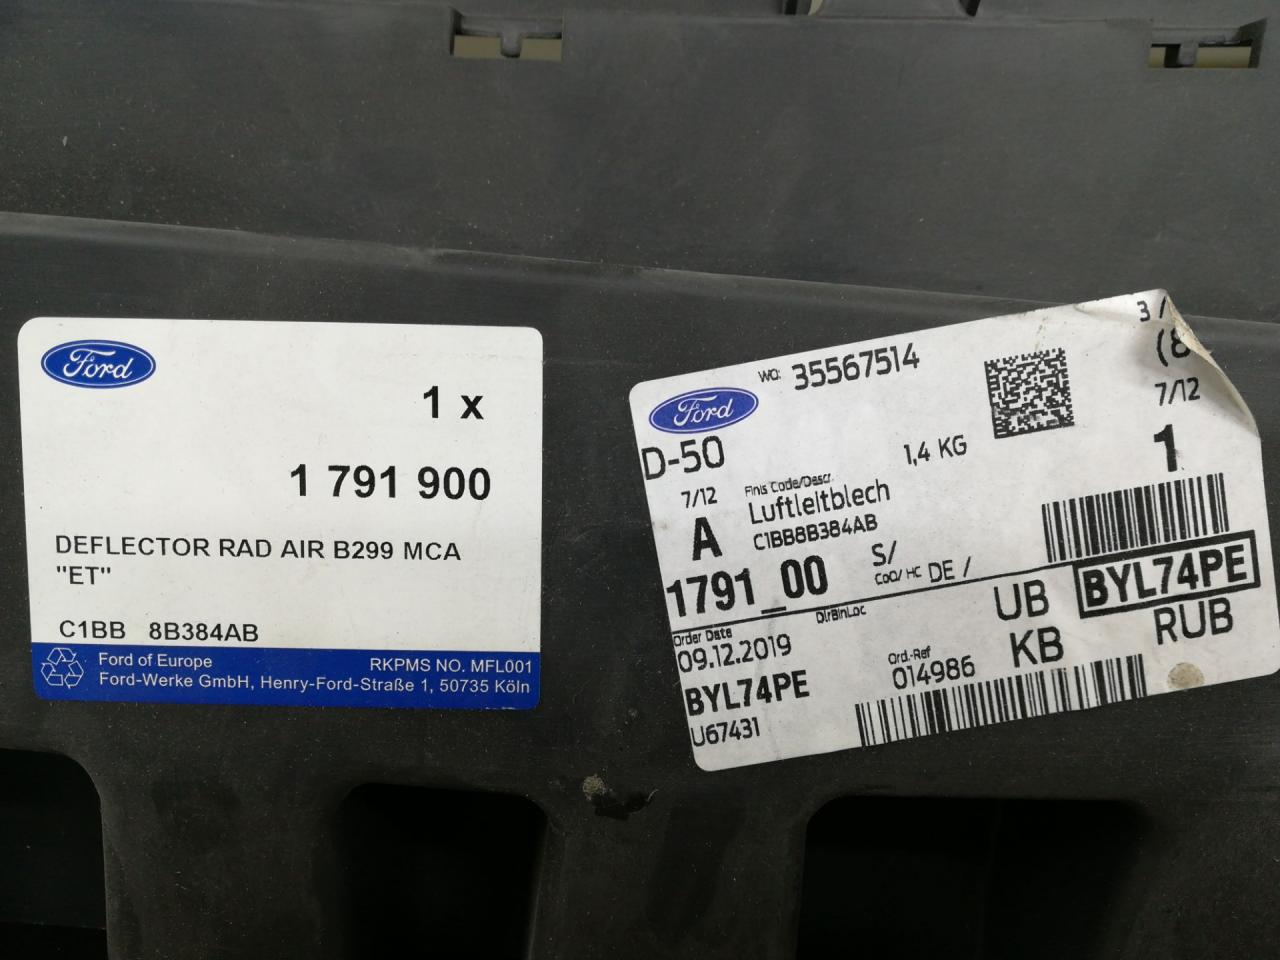 Ford
1 x
1 791 900
DEFLECTOR RAD AIR B299 MCA
"ET"
C1BB 8B384AB
Ford of Europe RKPMS NO. MFL001
Ford-Werke GmbH, Henry-Ford-Straße 1, 50735 Köln
Ford WO: 35567514 3 /
D-50 (8
7/12 Finis Code/Descr. 1,4 KG 7/12
A Luftleitblech 1
C1BB8B384AB
1791_00 S/ CoO/ HC DE / BYL74PE
Order Date DlrBinLoc UB
09.12.2019 Ord.-Ref KB RUB
BYL74PE 014986
U67431